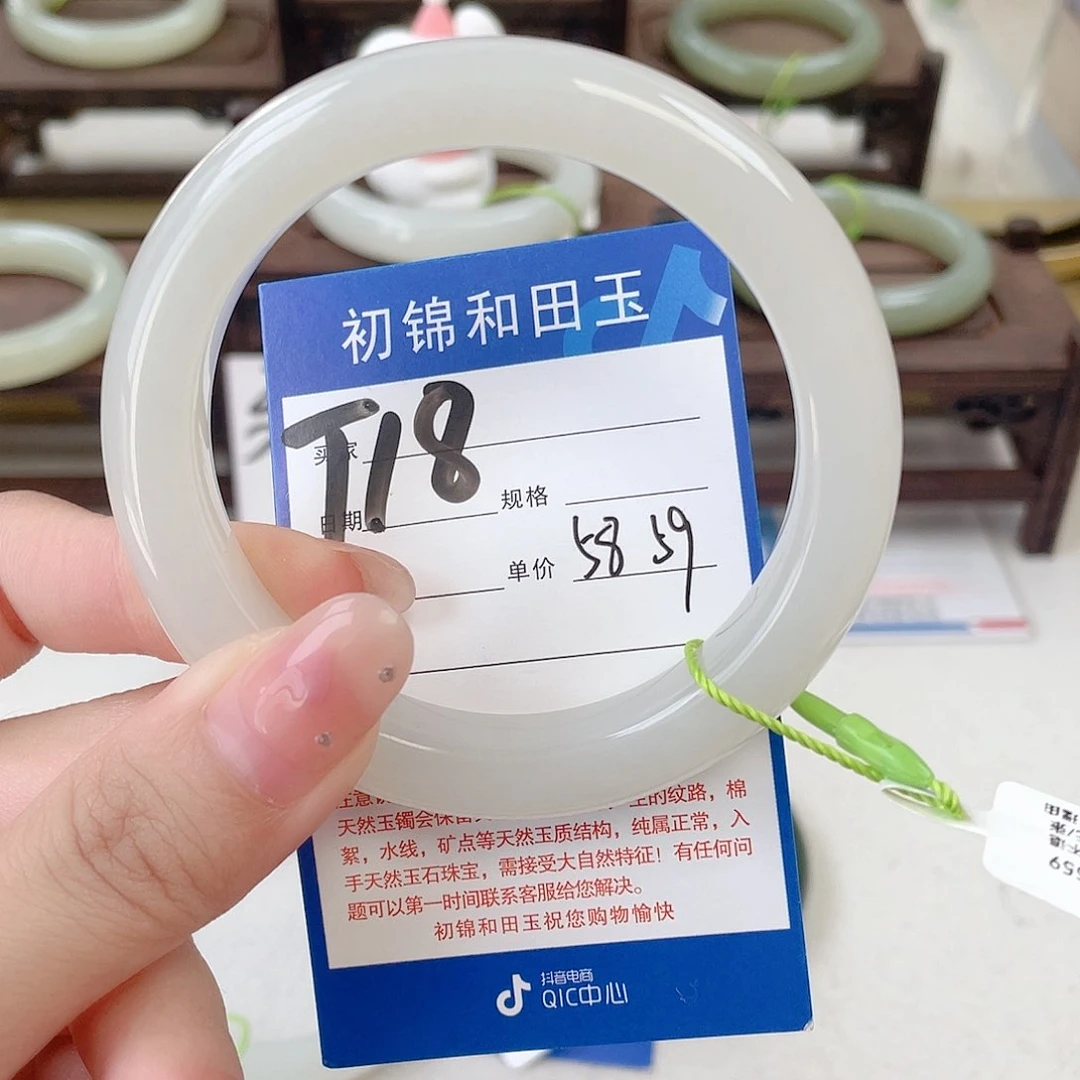 初锦和田玉
T18
买家
日期 规格
单价 58 59
生的纹路，棉
天然玉镯会保留
絮，水线，矿点等天然玉质结构，纯属正常，入
手天然玉石珠宝，需接受大自然特征！有任何问
题可以第一时间联系客服给您解决。
初锦和田玉祝您购物愉快
抖音电商
QIC中心